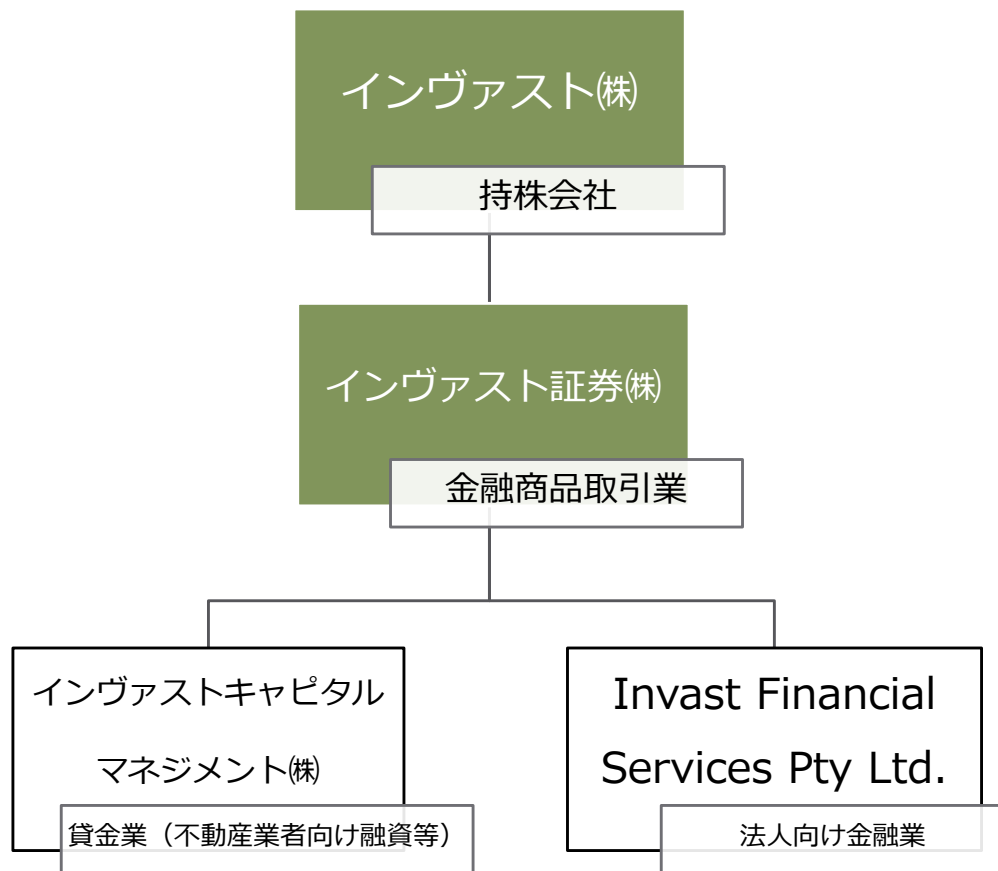 インヴァスト㈱
持株会社
インヴァスト証券㈱
金融商品取引業
インヴァストキャピタル
マネジメント㈱
貸金業（不動産業者向け融資等）
Invast Financial
Services Pty Ltd.
法人向け金融業